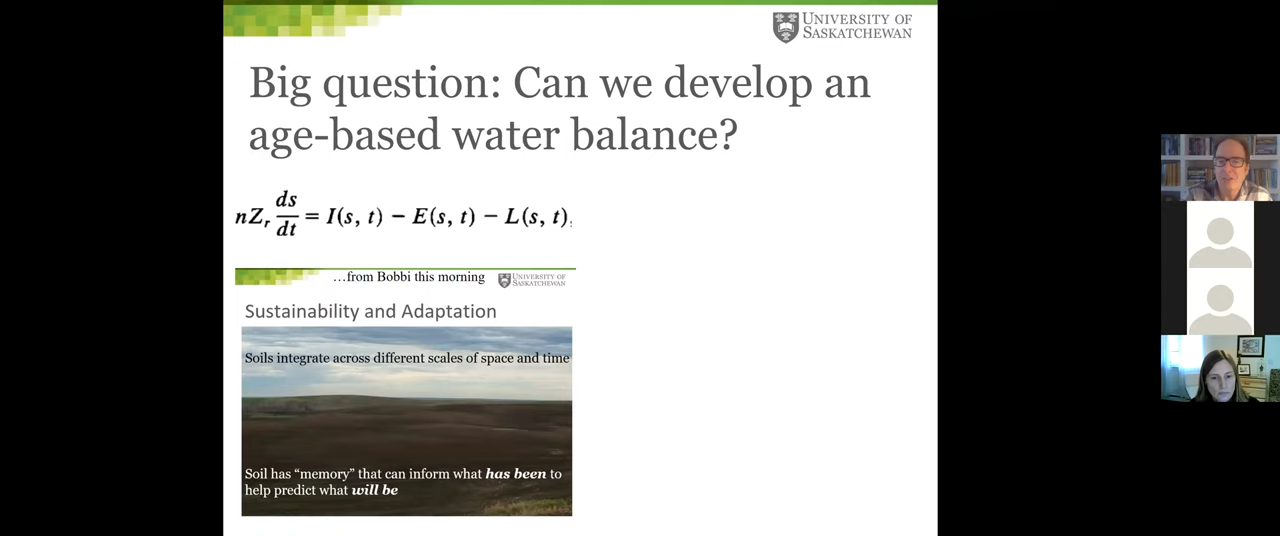 UNIVERSITY OF
SASKATCHEWAN
Big question: Can we develop an
age-based water balance?
nZr ds/dt = I(s, t) − E(s, t) − L(s, t),
…from Bobbi this morning
UNIVERSITY OF
SASKATCHEWAN
Sustainability and Adaptation
Soils integrate across different scales of space and time
Soil has “memory” that can inform what has been to
help predict what will be